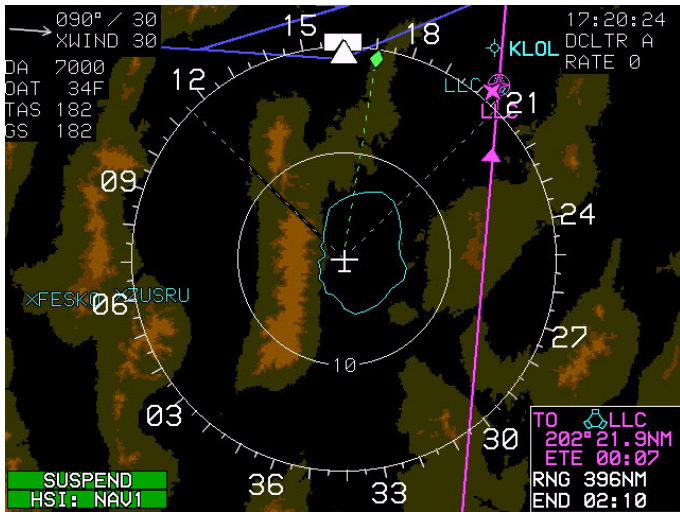 090°/ 30
XWIND 30
DA 7000
OAT 34F
TAS 182
GS 182
17:20:24
DCLTR A
RATE 0
KLOL
LLC
LLC
15
18
12
21
09
24
XFESKO
XZUSRU
06
27
10
03
30
36
33
TO LLC
202° 21.9NM
ETE 00:07
RNG 396NM
END 02:10
SUSPEND
HSI: NAV1